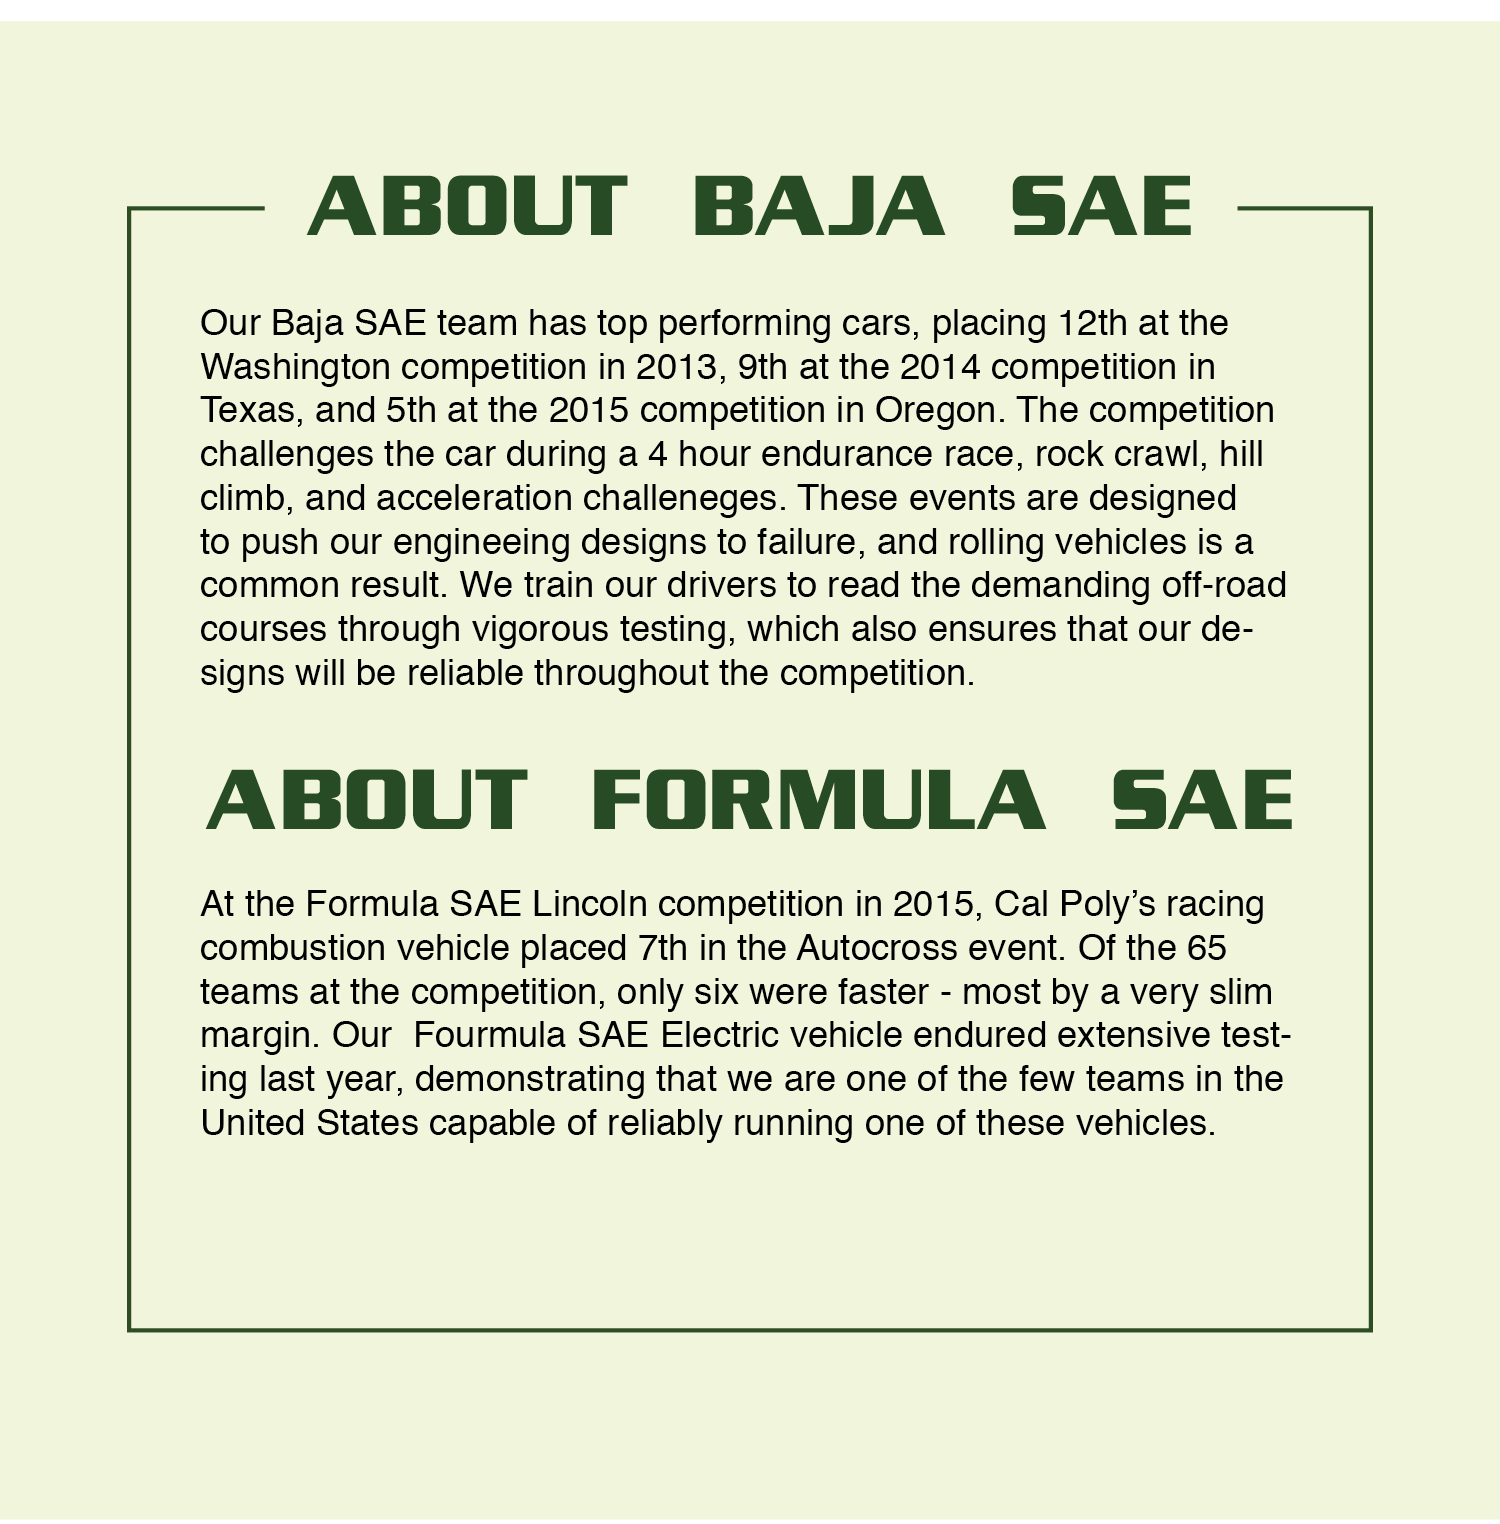 ABOUT BAJA SAE
Our Baja SAE team has top performing cars, placing 12th at the
Washington competition in 2013, 9th at the 2014 competition in
Texas, and 5th at the 2015 competition in Oregon. The competition
challenges the car during a 4 hour endurance race, rock crawl, hill
climb, and acceleration challeneges. These events are designed
to push our engineeing designs to failure, and rolling vehicles is a
common result. We train our drivers to read the demanding off-road
courses through vigorous testing, which also ensures that our de-
signs will be reliable throughout the competition.
ABOUT FORMULA SAE
At the Formula SAE Lincoln competition in 2015, Cal Poly’s racing
combustion vehicle placed 7th in the Autocross event. Of the 65
teams at the competition, only six were faster - most by a very slim
margin. Our  Fourmula SAE Electric vehicle endured extensive test-
ing last year, demonstrating that we are one of the few teams in the
United States capable of reliably running one of these vehicles.